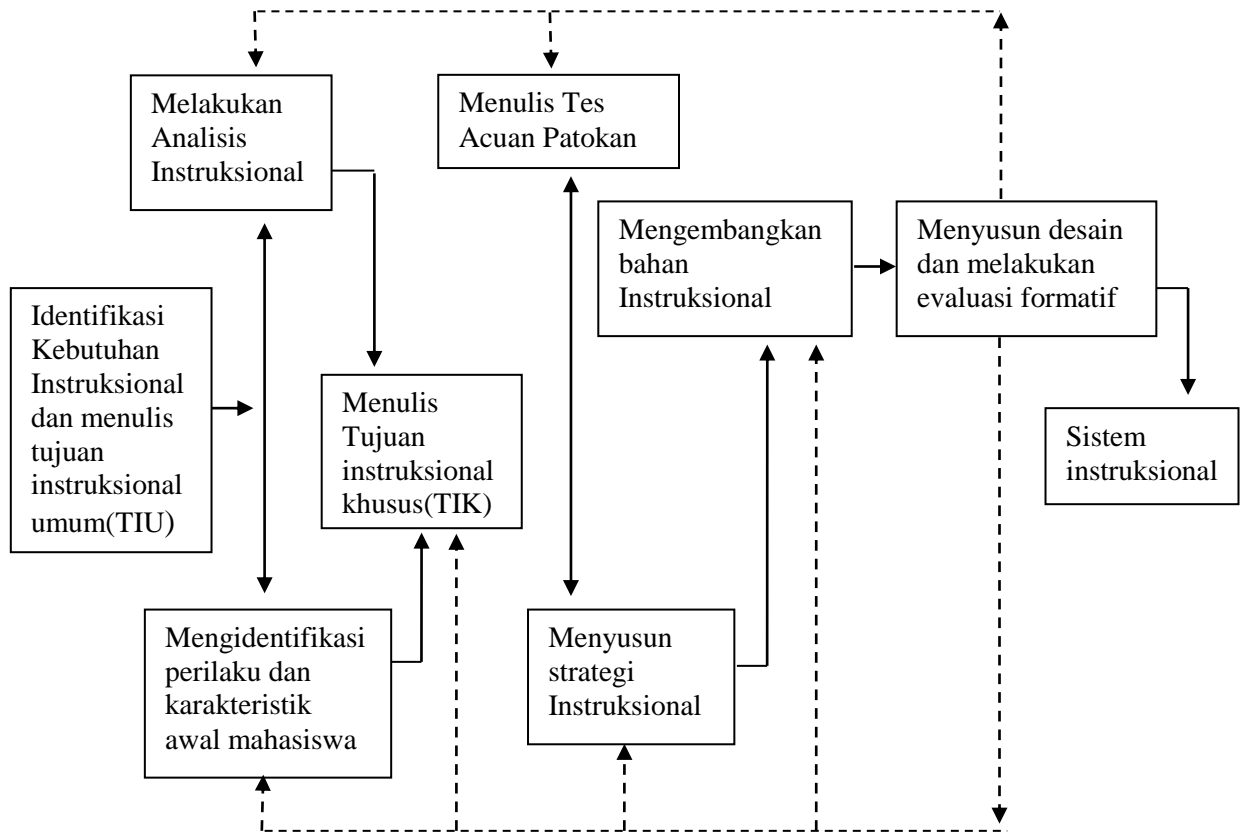 Identifikasi
Kebutuhan
Instruksional
dan menulis
tujuan
instruksional
umum(TIU)
Melakukan
Analisis
Instruksional
Mengidentifikasi
perilaku dan
karakteristik
awal mahasiswa
Menulis
Tujuan
instruksional
khusus(TIK)
Menulis Tes
Acuan Patokan
Menyusun
strategi
Instruksional
Mengembangkan
bahan
Instruksional
Menyusun desain
dan melakukan
evaluasi formatif
Sistem
instruksional